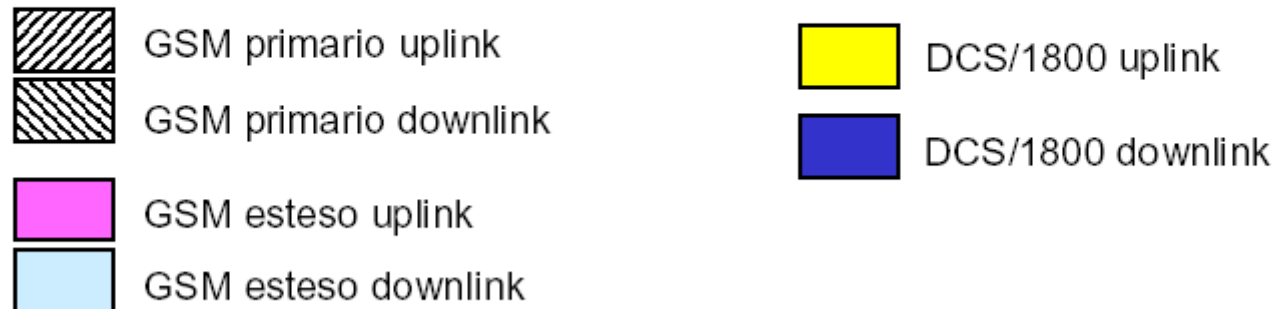 GSM primario uplink
GSM primario downlink
GSM esteso uplink
GSM esteso downlink
DCS/1800 uplink
DCS/1800 downlink